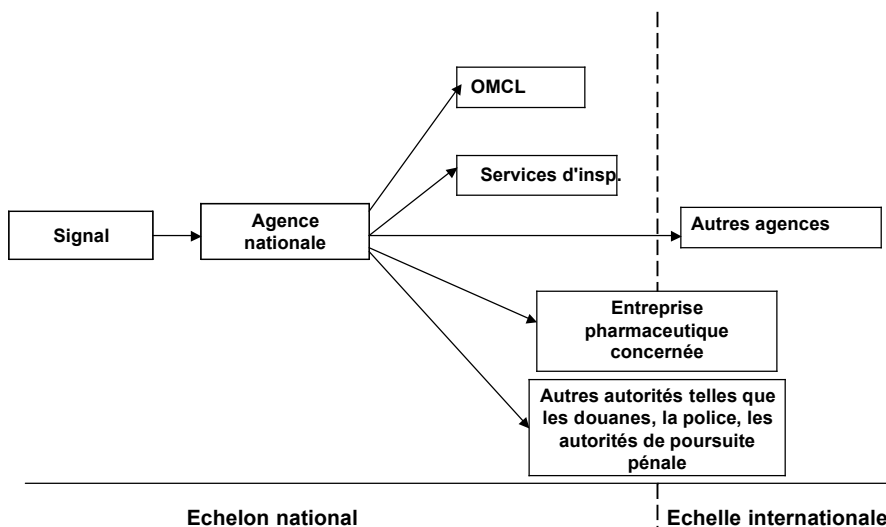 OMCL
Services d'insp.
Signal
Agence
nationale
Autres agences
Entreprise
pharmaceutique
concernée
Autres autorités telles que
les douanes, la police, les
autorités de poursuite
pénale
Echelon national
Echelle internationale